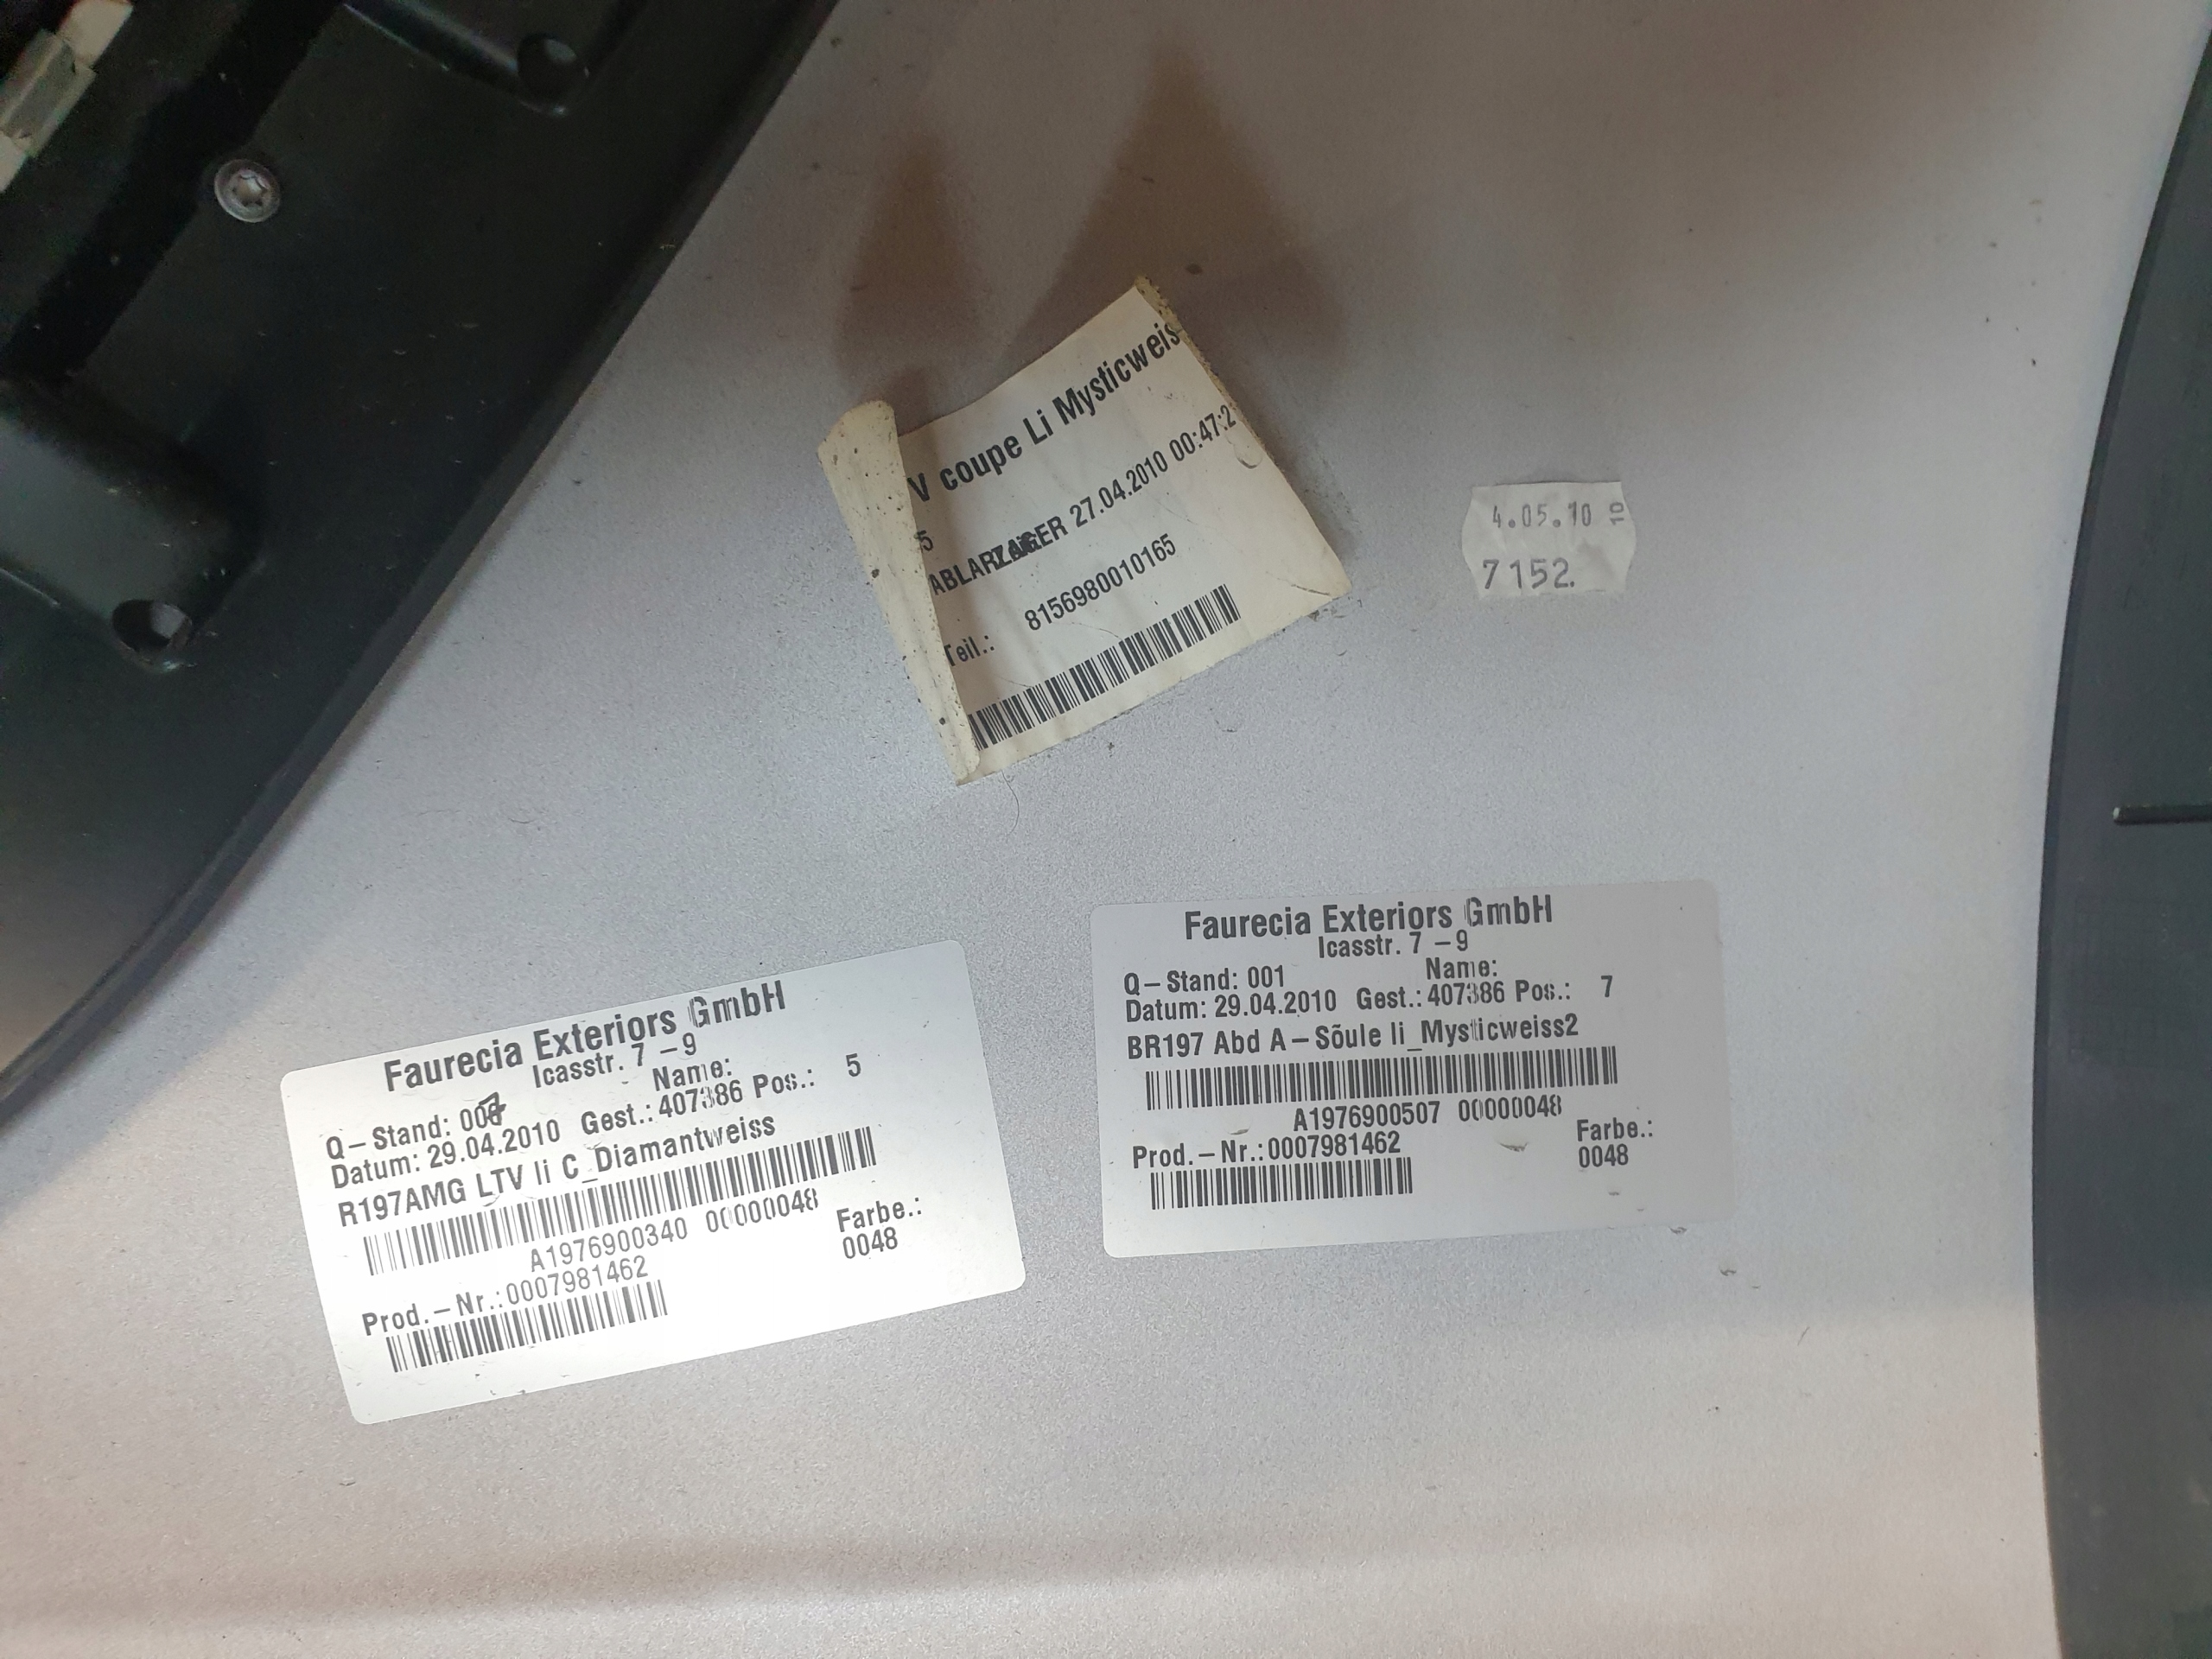 V coupe Li Mysticweis
5
ABLAR 27.04.2010 00:47:2
Teil.: 8156980010165
4.05.10 10
7152
Faurecia Exteriors GmbH
Icasstr. 7 -9
Q-Stand: 001 Name:
Datum: 29.04.2010 Gest.: 407386 Pos.: 7
BR197 Abd A-Sõule li_Mysticweiss2
A1976900507 00000048
Prod.-Nr.:0007981462 Farbe.:
0048
Faurecia Exteriors GmbH
Icasstr. 7 -9
Q-Stand: Name:
Datum: 29.04.2010 Gest.: 407386 Pos.: 5
R197AMG LTV li C_Diamantweiss
A1976900340 00000048
Prod.-Nr.:0007981462 Farbe.:
0048